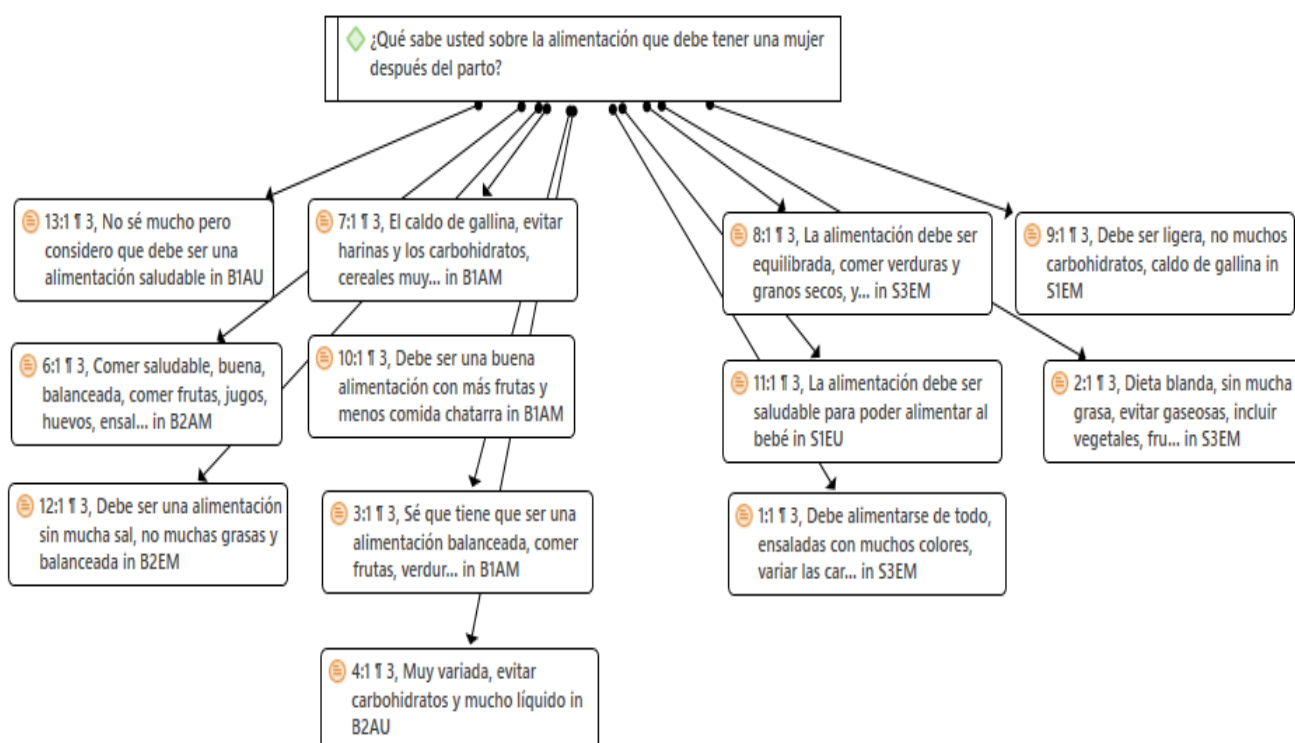 ¿Qué sabe usted sobre la alimentación que debe tener una mujer
después del parto?
13:1 ¶ 3, No sé mucho pero
considero que debe ser una
alimentación saludable in B1AU
7:1 ¶ 3, El caldo de gallina, evitar
harinas y los carbohidratos,
cereales muy... in B1AM
8:1 ¶ 3, La alimentación debe ser
equilibrada, comer verduras y
granos secos, y... in S3EM
9:1 ¶ 3, Debe ser ligera, no muchos
carbohidratos, caldo de gallina in
S1EM
6:1 ¶ 3, Comer saludable, buena,
balanceada, comer frutas, jugos,
huevos, ensal... in B2AM
10:1 ¶ 3, Debe ser una buena
alimentación con más frutas y
menos comida chatarra in B1AM
11:1 ¶ 3, La alimentación debe ser
saludable para poder alimentar al
bebé in S1EU
2:1 ¶ 3, Dieta blanda, sin mucha
grasa, evitar gaseosas, incluir
vegetales, fru... in S3EM
12:1 ¶ 3, Debe ser una alimentación
sin mucha sal, no muchas grasas y
balanceada in B2EM
3:1 ¶ 3, Sé que tiene que ser una
alimentación balanceada, comer
frutas, verdur... in B1AM
1:1 ¶ 3, Debe alimentarse de todo,
ensaladas con muchos colores,
variar las car... in S3EM
4:1 ¶ 3, Muy variada, evitar
carbohidratos y mucho líquido in
B2AU